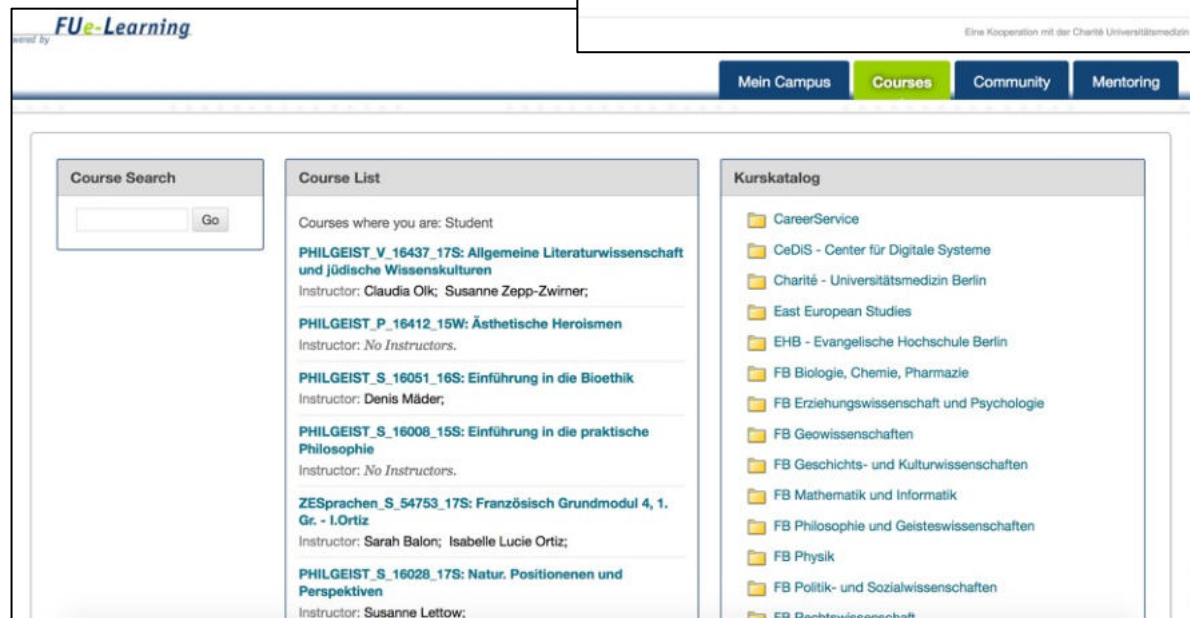 powered by FUe-Learning
Eine Kooperation mit der Charité Universitätsmedizin
Mein Campus
Courses
Community
Mentoring
Course Search
Go
Course List
Courses where you are: Student
PHILGEIST_V_16437_17S: Allgemeine Literaturwissenschaft
und jüdische Wissenskulturen
Instructor: Claudia Olk; Susanne Zepp-Zwirner;
PHILGEIST_P_16412_15W: Ästhetische Heroismen
Instructor: No Instructors.
PHILGEIST_S_16051_16S: Einführung in die Bioethik
Instructor: Denis Mäder;
PHILGEIST_S_16008_15S: Einführung in die praktische
Philosophie
Instructor: No Instructors.
ZESprachen_S_54753_17S: Französisch Grundmodul 4, 1.
Gr. - I.Ortiz
Instructor: Sarah Balon; Isabelle Lucie Ortiz;
PHILGEIST_S_16028_17S: Natur. Positionenen und
Perspektiven
Instructor: Susanne Lettow;
Kurskatalog
CareerService
CeDiS - Center für Digitale Systeme
Charité - Universitätsmedizin Berlin
East European Studies
EHB - Evangelische Hochschule Berlin
FB Biologie, Chemie, Pharmazie
FB Erziehungswissenschaft und Psychologie
FB Geowissenschaften
FB Geschichts- und Kulturwissenschaften
FB Mathematik und Informatik
FB Philosophie und Geisteswissenschaften
FB Physik
FB Politik- und Sozialwissenschaften
FB Rechtswissenschaft